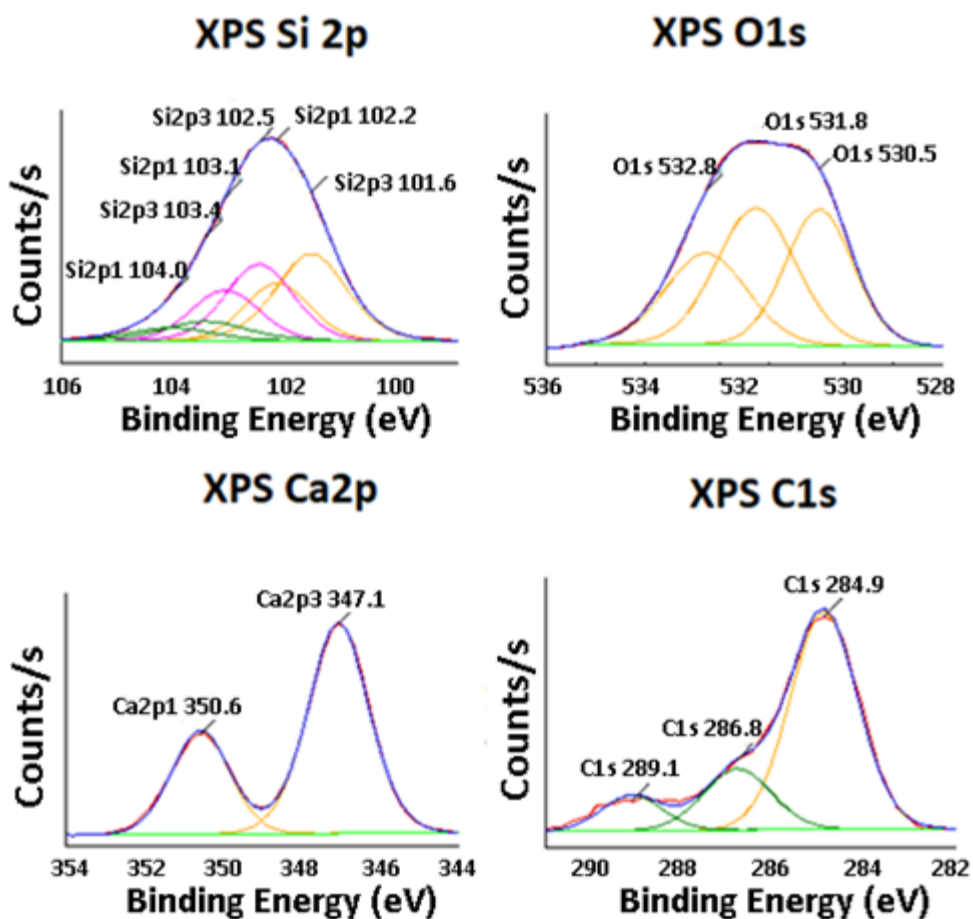 XPS Si 2p
Si2p3 102.5
Si2p1 102.2
Si2p1 103.1
Si2p3 101.6
Si2p3 103.4
Si2p1 104.0
Counts/s
106 104 102 100
Binding Energy (eV)
XPS O1s
O1s 531.8
O1s 532.8
O1s 530.5
Counts/s
536 534 532 530 528
Binding Energy (eV)
XPS Ca2p
Ca2p3 347.1
Ca2p1 350.6
Counts/s
354 352 350 348 346 344
Binding Energy (eV)
XPS C1s
C1s 284.9
C1s 286.8
C1s 289.1
Counts/s
290 288 286 284 282
Binding Energy (eV)